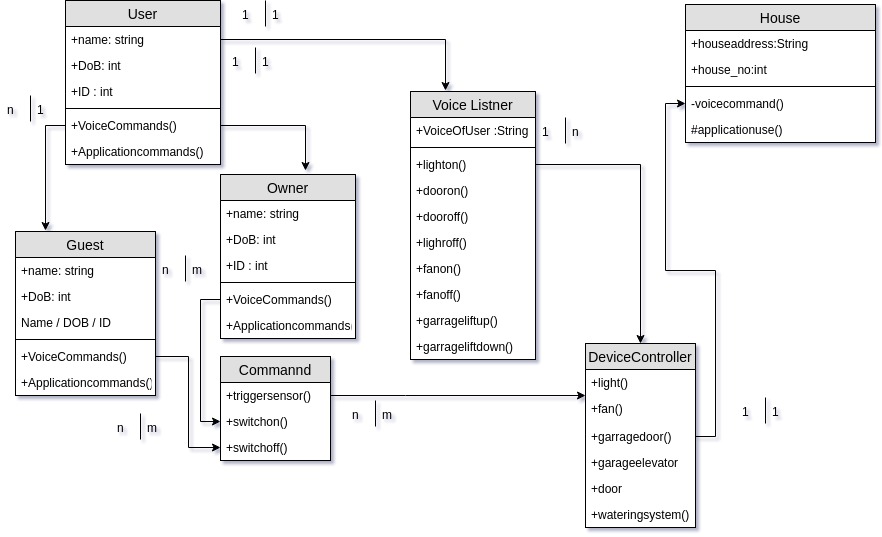 User
+name: string
+DoB: int
+ID : int
+VoiceCommands()
+Applicationcommands()
1 | 1
1 | 1
n | 1
Voice Listner
+VoiceOfUser :String
+lighton()
+dooron()
+dooroff()
+lighroff()
+fanon()
+fanoff()
+garrageliftup()
+garrageliftdown()
1 | n
House
+houseaddress:String
+house_no:int
-voicecommand()
#applicationuse()
Owner
+name: string
+DoB: int
+ID : int
+VoiceCommands()
+Applicationcommands
Guest
+name: string
+DoB: int
Name / DOB / ID
+VoiceCommands()
+Applicationcommands()
n | m
n | m
Commannd
+triggersensor()
+switchon()
+switchoff()
n | m
DeviceController
+light()
+fan()
+garragedoor()
+garageelevator
+door
+wateringsystem()
1 | 1